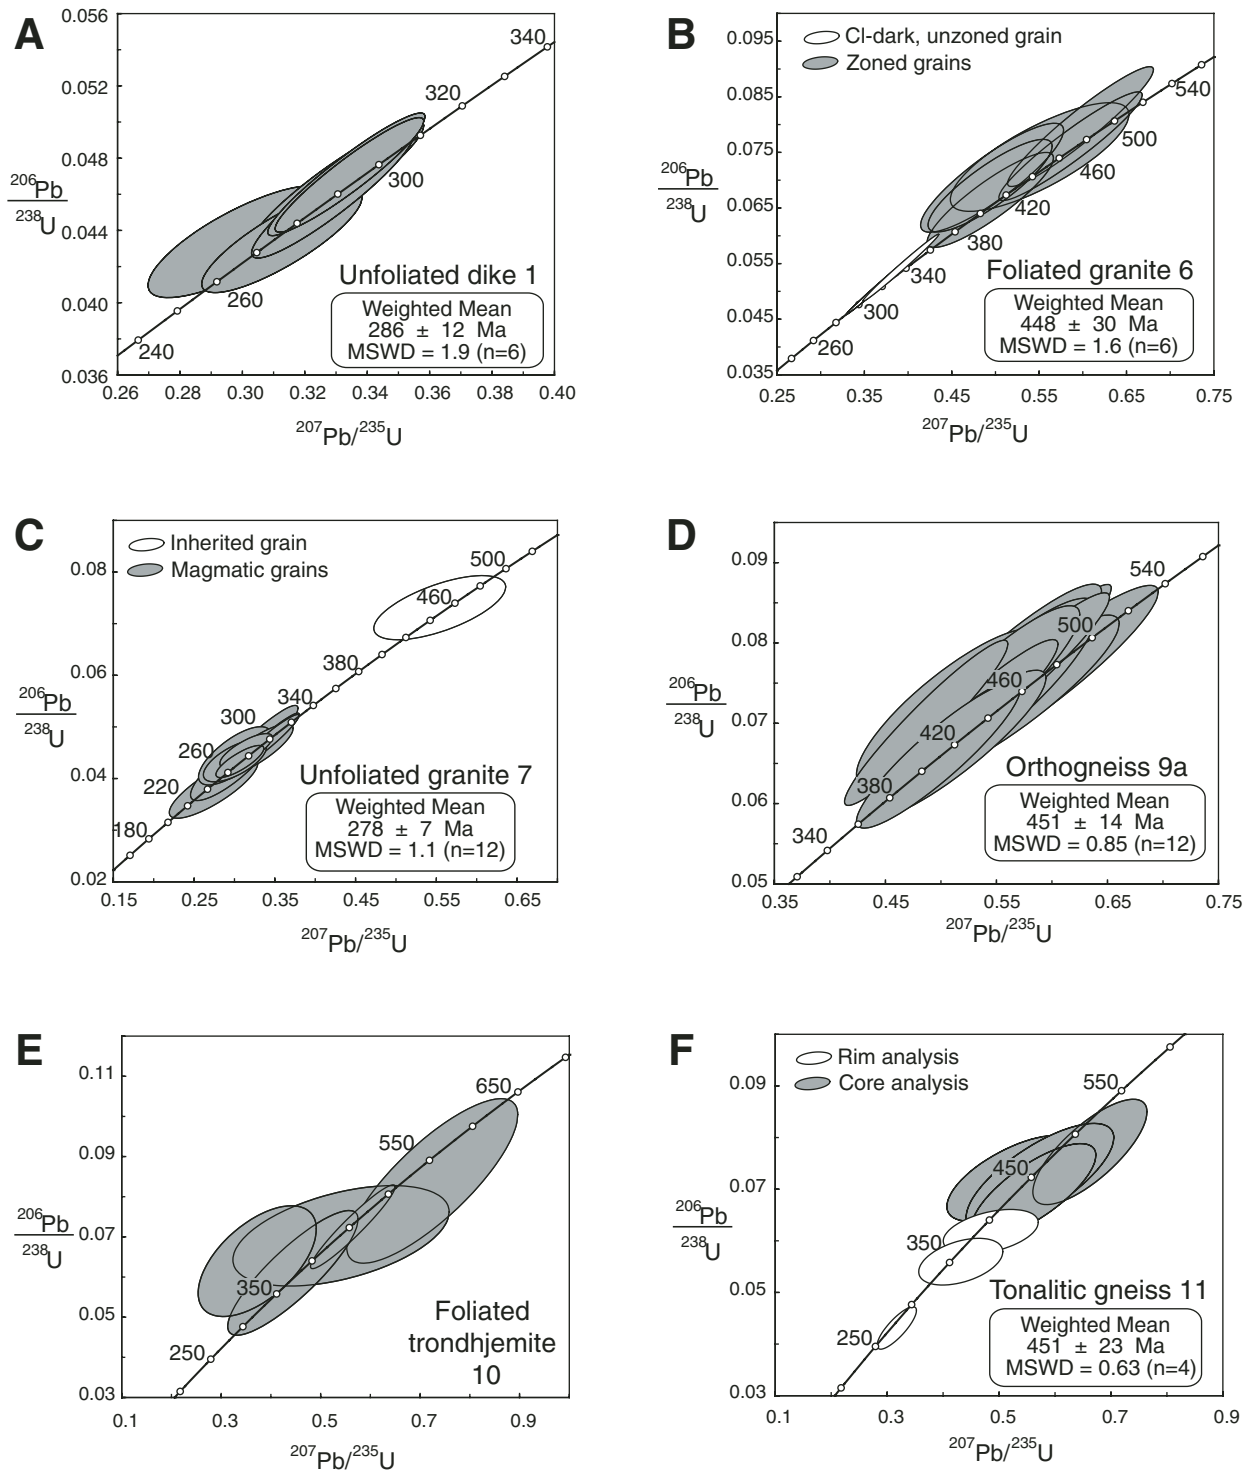 A
0.056
0.052
0.048
0.044
0.040
0.036
206Pb
238U
340
320
300
260
240
Unfoliated dike 1
Weighted Mean
286 ± 12 Ma
MSWD = 1.9 (n=6)
0.26 0.28 0.30 0.32 0.34 0.36 0.38 0.40
207Pb/235U
B
Cl-dark, unzoned grain
Zoned grains
0.095
0.085
0.075
0.065
0.055
0.045
0.035
206Pb
238U
540
500
460
420
380
340
300
260
Foliated granite 6
Weighted Mean
448 ± 30 Ma
MSWD = 1.6 (n=6)
0.25 0.35 0.45 0.55 0.65 0.75
207Pb/235U
C
Inherited grain
Magmatic grains
0.08
0.06
0.04
0.02
206Pb
238U
500
460
380
340
300
260
220
180
Unfoliated granite 7
Weighted Mean
278 ± 7 Ma
MSWD = 1.1 (n=12)
0.15 0.25 0.35 0.45 0.55 0.65
207Pb/235U
D
0.09
0.08
0.07
0.06
0.05
206Pb
238U
540
500
460
420
380
340
Orthogneiss 9a
Weighted Mean
451 ± 14 Ma
MSWD = 0.85 (n=12)
0.35 0.45 0.55 0.65 0.75
207Pb/235U
E
0.11
0.09
0.07
0.05
0.03
206Pb
238U
650
550
350
250
Foliated
trondhjemite
10
0.1 0.3 0.5 0.7 0.9
207Pb/235U
F
Rim analysis
Core analysis
0.09
0.07
0.05
0.03
206Pb
238U
550
450
350
250
Tonalitic gneiss 11
Weighted Mean
451 ± 23 Ma
MSWD = 0.63 (n=4)
0.1 0.3 0.5 0.7 0.9
207Pb/235U